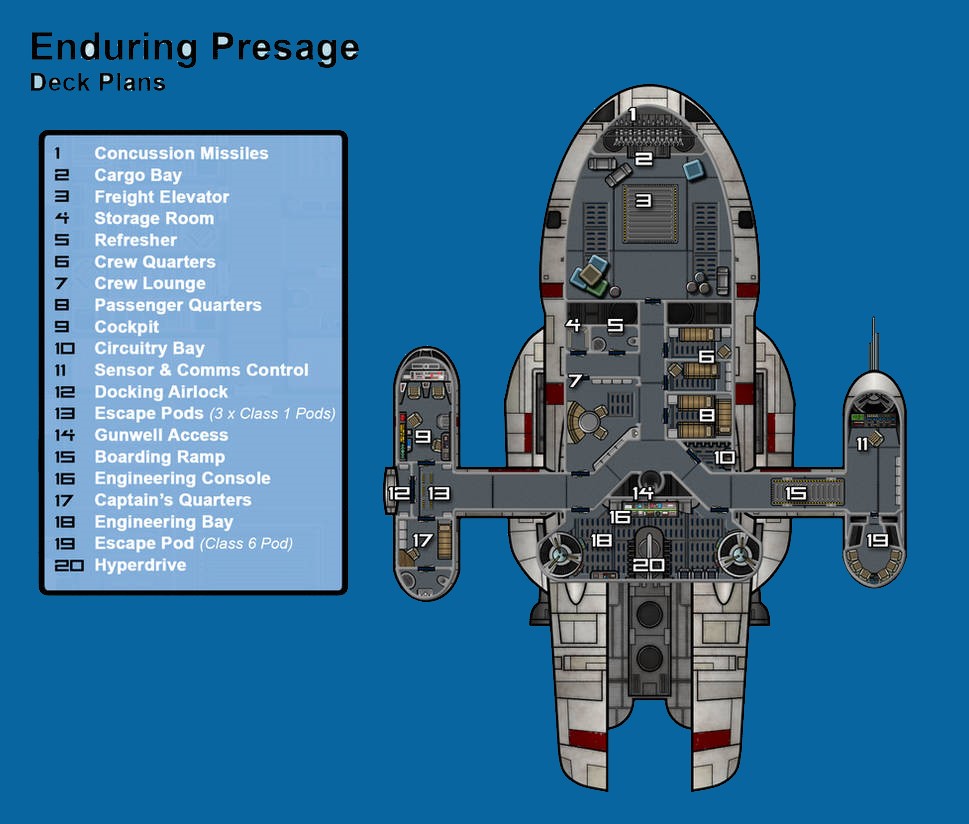 Enduring Presage
Deck Plans
1 Concussion Missiles
2 Cargo Bay
3 Freight Elevator
4 Storage Room
5 Refresher
6 Crew Quarters
7 Crew Lounge
8 Passenger Quarters
9 Cockpit
10 Circuitry Bay
11 Sensor & Comms Control
12 Docking Airlock
13 Escape Pods (3 x Class 1 Pods)
14 Gunwell Access
15 Boarding Ramp
16 Engineering Console
17 Captain's Quarters
18 Engineering Bay
19 Escape Pod (Class 6 Pod)
20 Hyperdrive
1
2
3
4 5
6
7
8
9
11
10
12 13
14
15
16
17
18
19
20